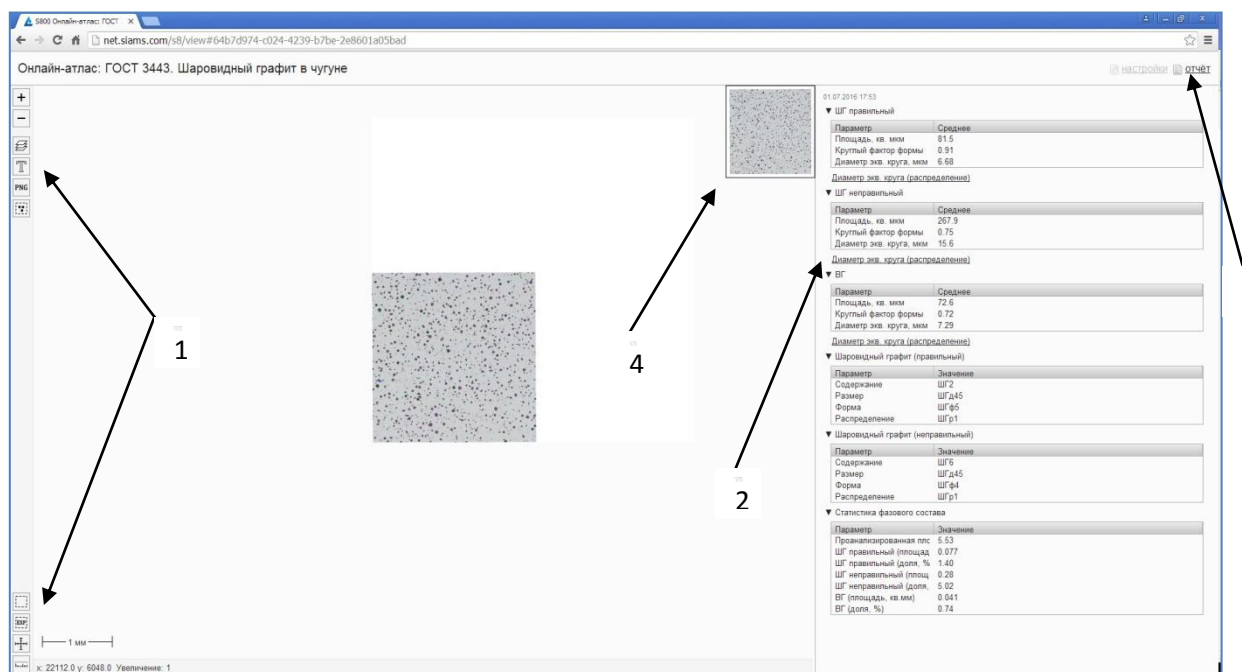 S800 Онлайн-атлас: ГОСТ
net.siams.com/s8/view#64b7d974-c024-4239-b7be-2e8601a05bad
Онлайн-атлас: ГОСТ 3443. Шаровидный графит в чугуне
настройки отчёт
+
−
T
PNG
EXP
1
4
2
1 мм
x: 22112.0 y: 6048.0 Увеличение: 1
01.07.2016 17:53
▼ ШГ правильный
Параметр Среднее
Площадь, кв. мкм 81.5
Круглый фактор формы 0.91
Диаметр экв. круга, мкм 6.68
Диаметр экв. круга (распределение)
▼ ШГ неправильный
Параметр Среднее
Площадь, кв. мкм 267.9
Круглый фактор формы 0.75
Диаметр экв. круга, мкм 15.6
Диаметр экв. круга (распределение)
▼ ВГ
Параметр Среднее
Площадь, кв. мкм 72.6
Круглый фактор формы 0.72
Диаметр экв. круга, мкм 7.29
Диаметр экв. круга (распределение)
▼ Шаровидный графит (правильный)
Параметр Значение
Содержание ШГ2
Размер ШГд45
Форма ШГф5
Распределение ШГр1
▼ Шаровидный графит (неправильный)
Параметр Значение
Содержание ШГ6
Размер ШГд45
Форма ШГф4
Распределение ШГр1
▼ Статистика фазового состава
Параметр Значение
Проанализированная плс 5.53
ШГ правильный (площад 0.077
ШГ правильный (доля, % 1.40
ШГ неправильный (площ 0.28
ШГ неправильный (доля, 5.02
ВГ (площадь, кв.мм) 0.041
ВГ (доля, %) 0.74